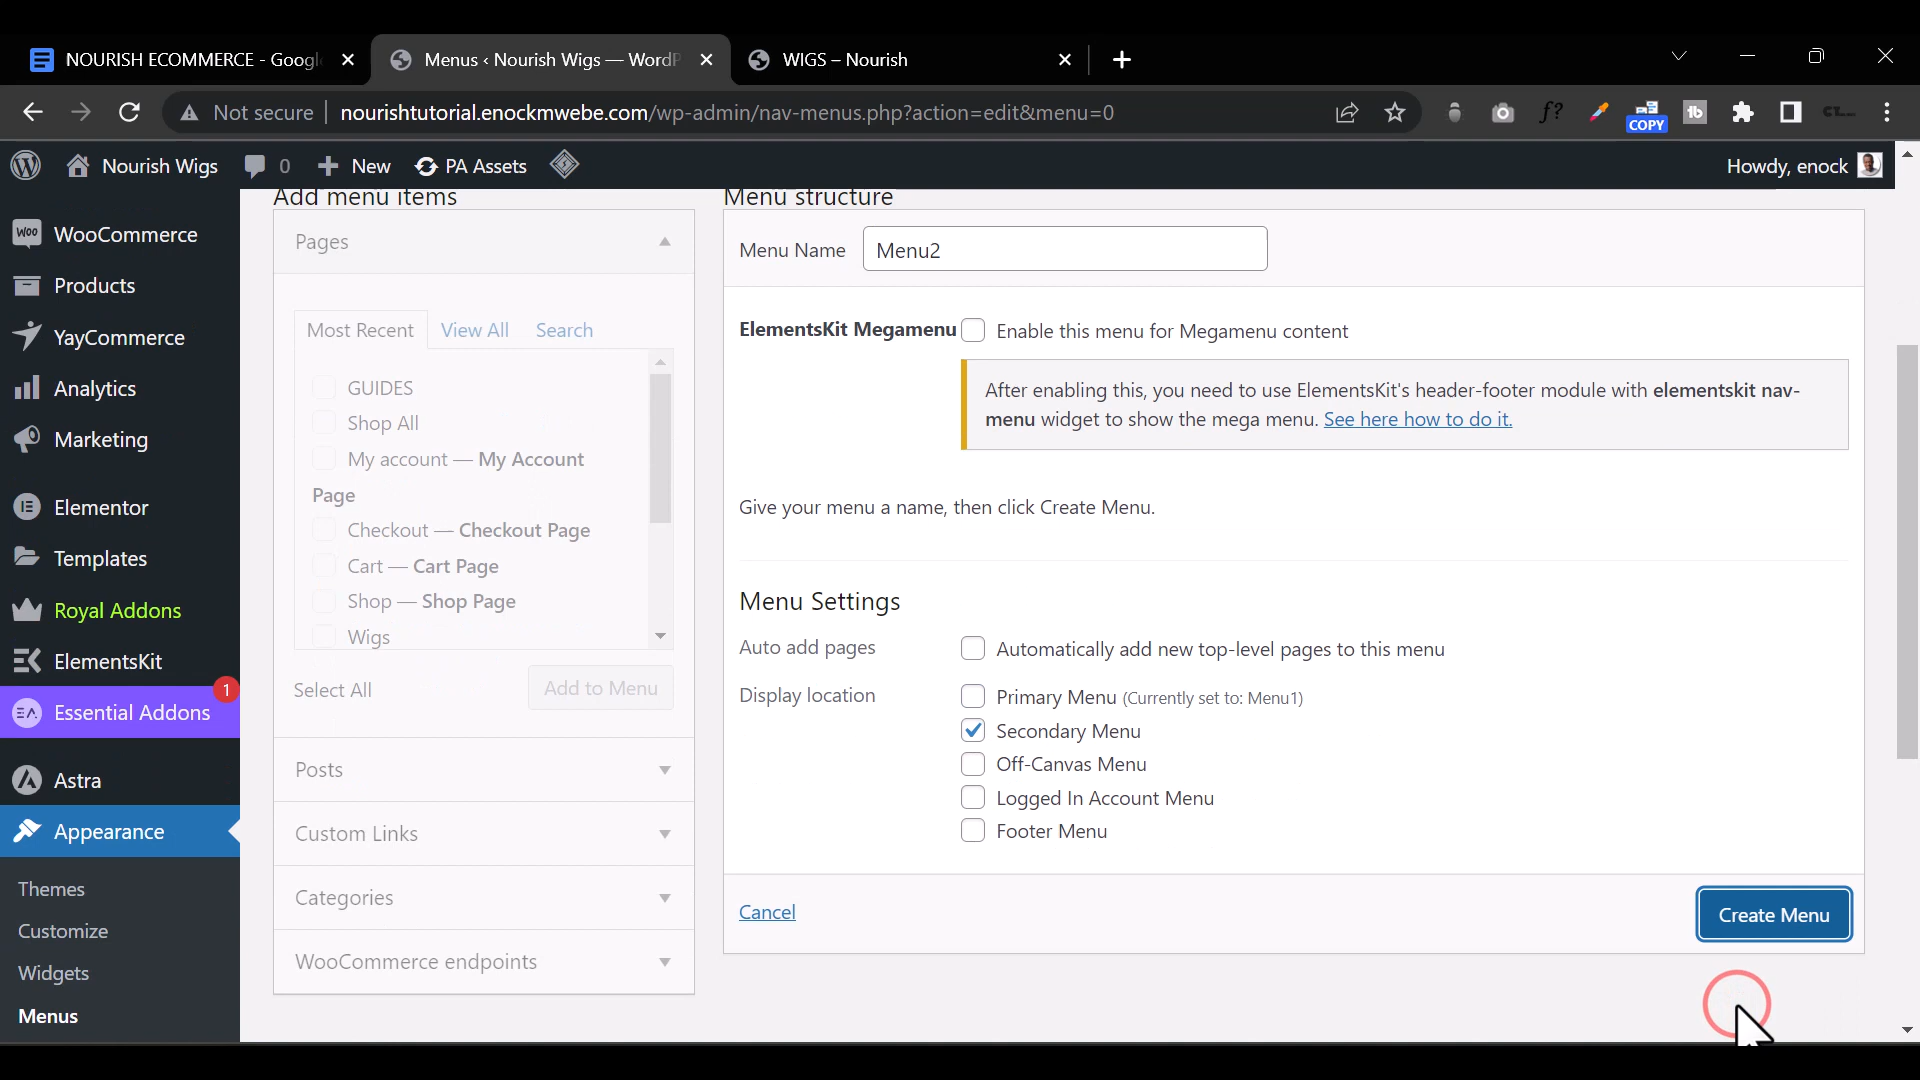 NOURISH ECOMMERCE - Googl
Menus ‹ Nourish Wigs — WordP
WIGS – Nourish
Not secure
nourishtutorial.enockmwebe.com/wp-admin/nav-menus.php?action=edit&menu=0
f?
COPY
tb
Nourish Wigs
0
New
PA Assets
Howdy, enock
WooCommerce
Products
YayCommerce
Analytics
Marketing
Elementor
Templates
Royal Addons
ElementsKit
1
Essential Addons
Astra
Appearance
Themes
Customize
Widgets
Menus
Add menu items
Pages
Most Recent
View All
Search
GUIDES
Shop All
My account — My Account
Page
Checkout — Checkout Page
Cart — Cart Page
Shop — Shop Page
Wigs
Select All
Add to Menu
Posts
Custom Links
Categories
WooCommerce endpoints
Menu structure
Menu Name
Menu2
ElementsKit Megamenu
Enable this menu for Megamenu content
After enabling this, you need to use ElementsKit's header-footer module with elementskit nav-
menu widget to show the mega menu. See here how to do it.
Give your menu a name, then click Create Menu.
Menu Settings
Auto add pages
Automatically add new top-level pages to this menu
Display location
Primary Menu (Currently set to: Menu1)
Secondary Menu
Off-Canvas Menu
Logged In Account Menu
Footer Menu
Cancel
Create Menu